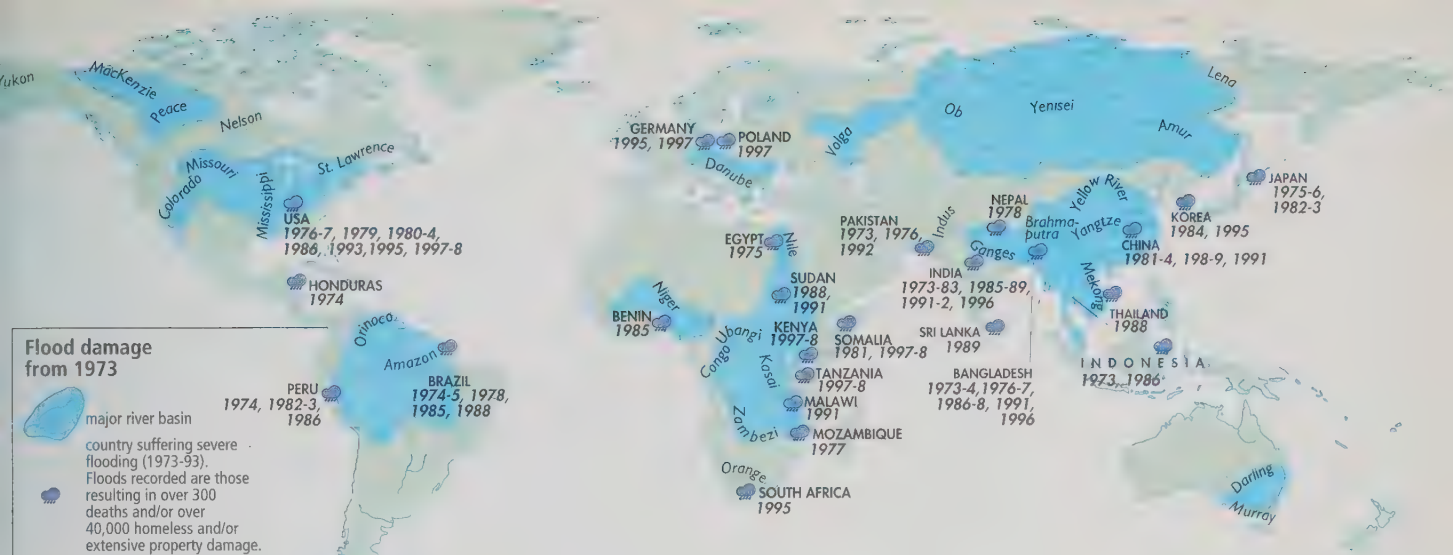 Yukon
MacKenzie
Peace
Nelson
Missouri
Colorado
Mississippi
St. Lawrence
USA
1976-7, 1979, 1980-4,
1986, 1993,1995, 1997-8
HONDURAS
1974
Orinoco
Amazon
PERU
1974, 1982-3,
1986
BRAZIL
1974-5, 1978,
1985, 1988
GERMANY
1995, 1997
POLAND
1997
Danube
Volga
Ob
Yenisei
Lena
Amur
JAPAN
1975-6,
1982-3
KOREA
1984, 1995
Yellow River
Yangtze
CHINA
1981-4, 198-9, 1991
NEPAL
1978
Brahma-
putra
Ganges
Indus
PAKISTAN
1973, 1976,
1992
INDIA
1973-83, 1985-89,
1991-2, 1996
EGYPT
1975
Nile
SUDAN
1988,
1991
Niger
BENIN
1985
Ubangi
Congo
Kasai
KENYA
1997-8
SOMALIA
1981, 1997-8
TANZANIA
1997-8
MALAWI
1991
Zambezi
MOZAMBIQUE
1977
Orange
SOUTH AFRICA
1995
SRI LANKA
1989
BANGLADESH
1973-4,1976-7,
1986-8, 1991,
1996
Mekong
THAILAND
1988
INDONESIA
1973, 1986
Darling
Murray
Flood damage
from 1973
major river basin
country suffering severe
flooding (1973-93).
Floods recorded are those
resulting in over 300
deaths and/or over
40,000 homeless and/or
extensive property damage.